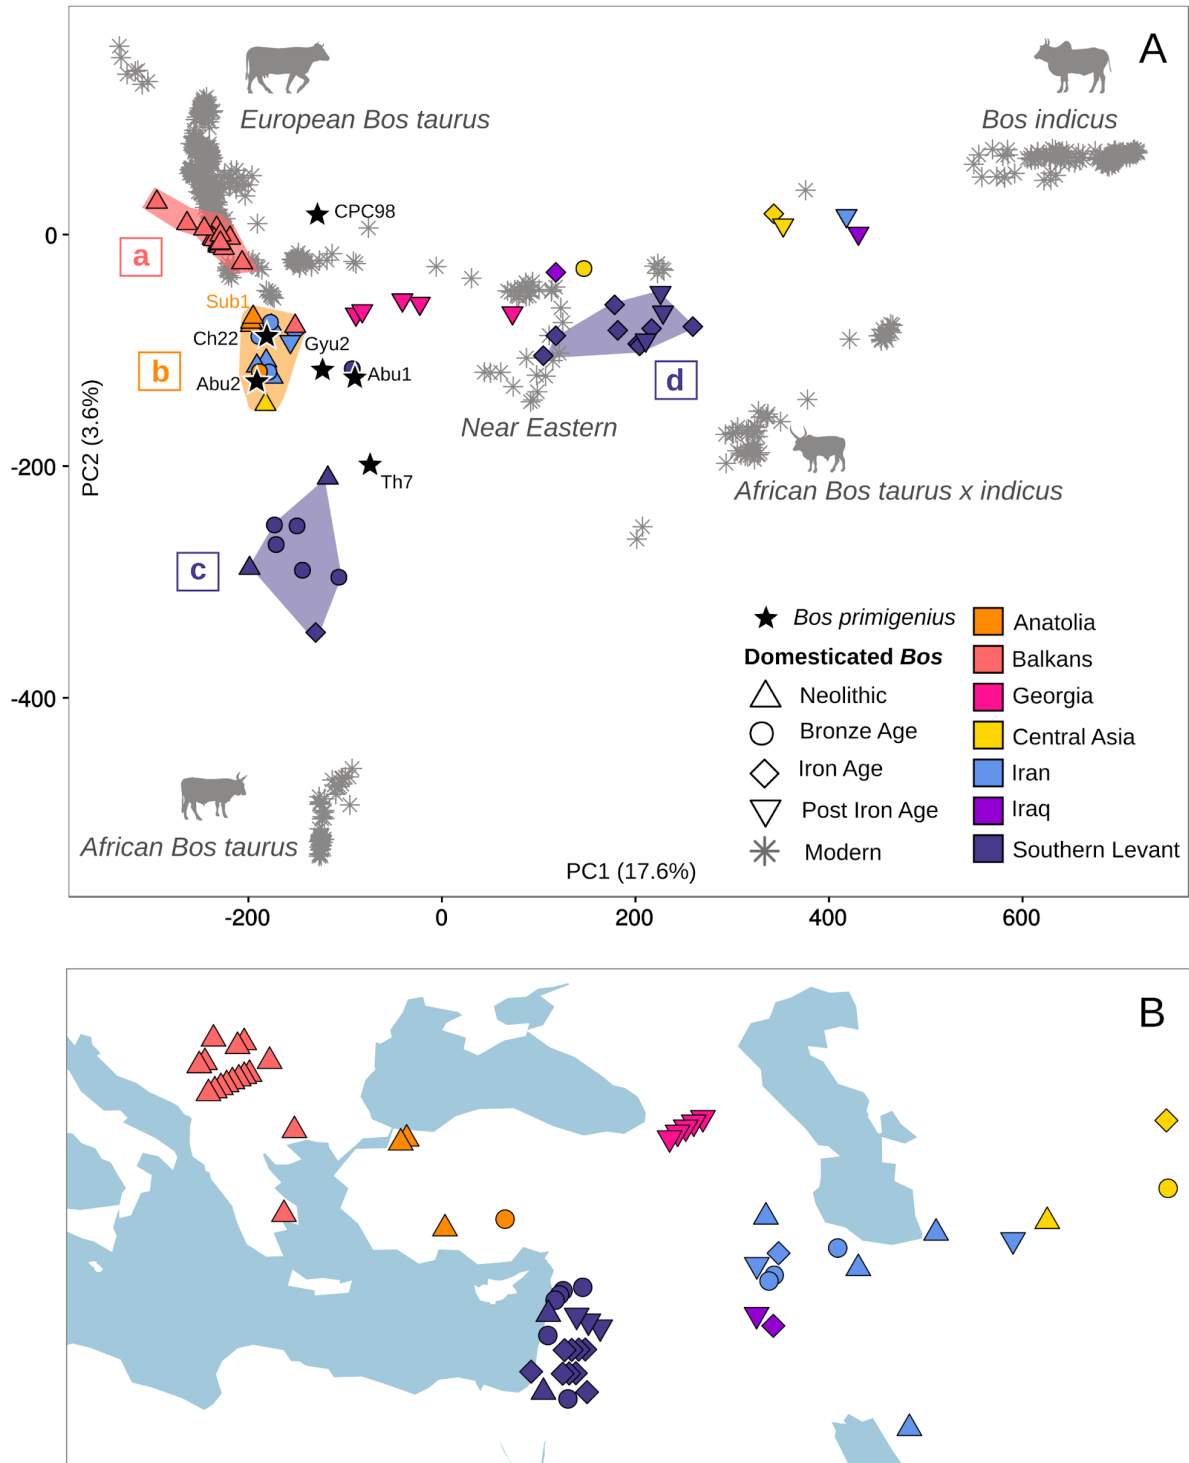 A
European Bos taurus
Bos indicus
CPC98
0
a
Sub1
Ch22
Gyu2
b
Abu2
Abu1
d
Near Eastern
PC2 (3.6%)
-200
Th7
African Bos taurus x indicus
c
Bos primigenius
Domesticated Bos
Neolithic
Bronze Age
Iron Age
Post Iron Age
Modern
Anatolia
Balkans
Georgia
Central Asia
Iran
Iraq
Southern Levant
-400
African Bos taurus
PC1 (17.6%)
-200 0 200 400 600
B